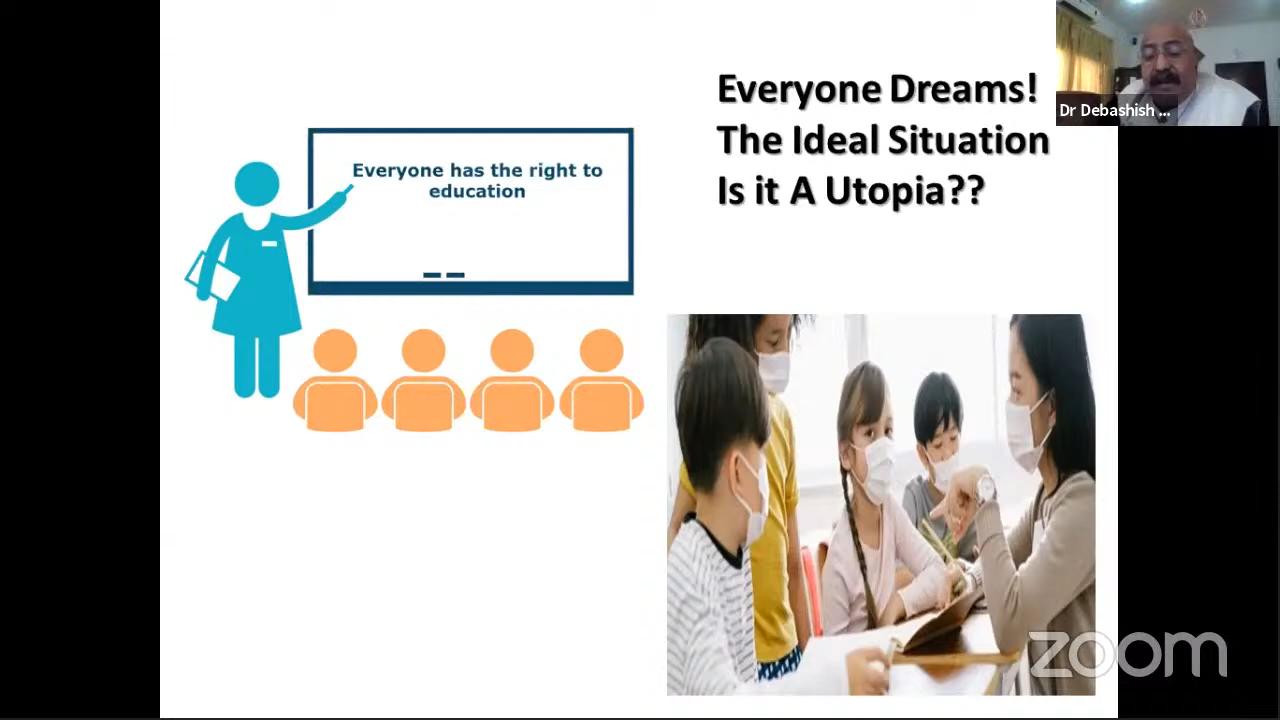 Everyone Dreams!
The Ideal Situation
Is it A Utopia??
Everyone has the right to
education
Dr Debashish ...
zoom